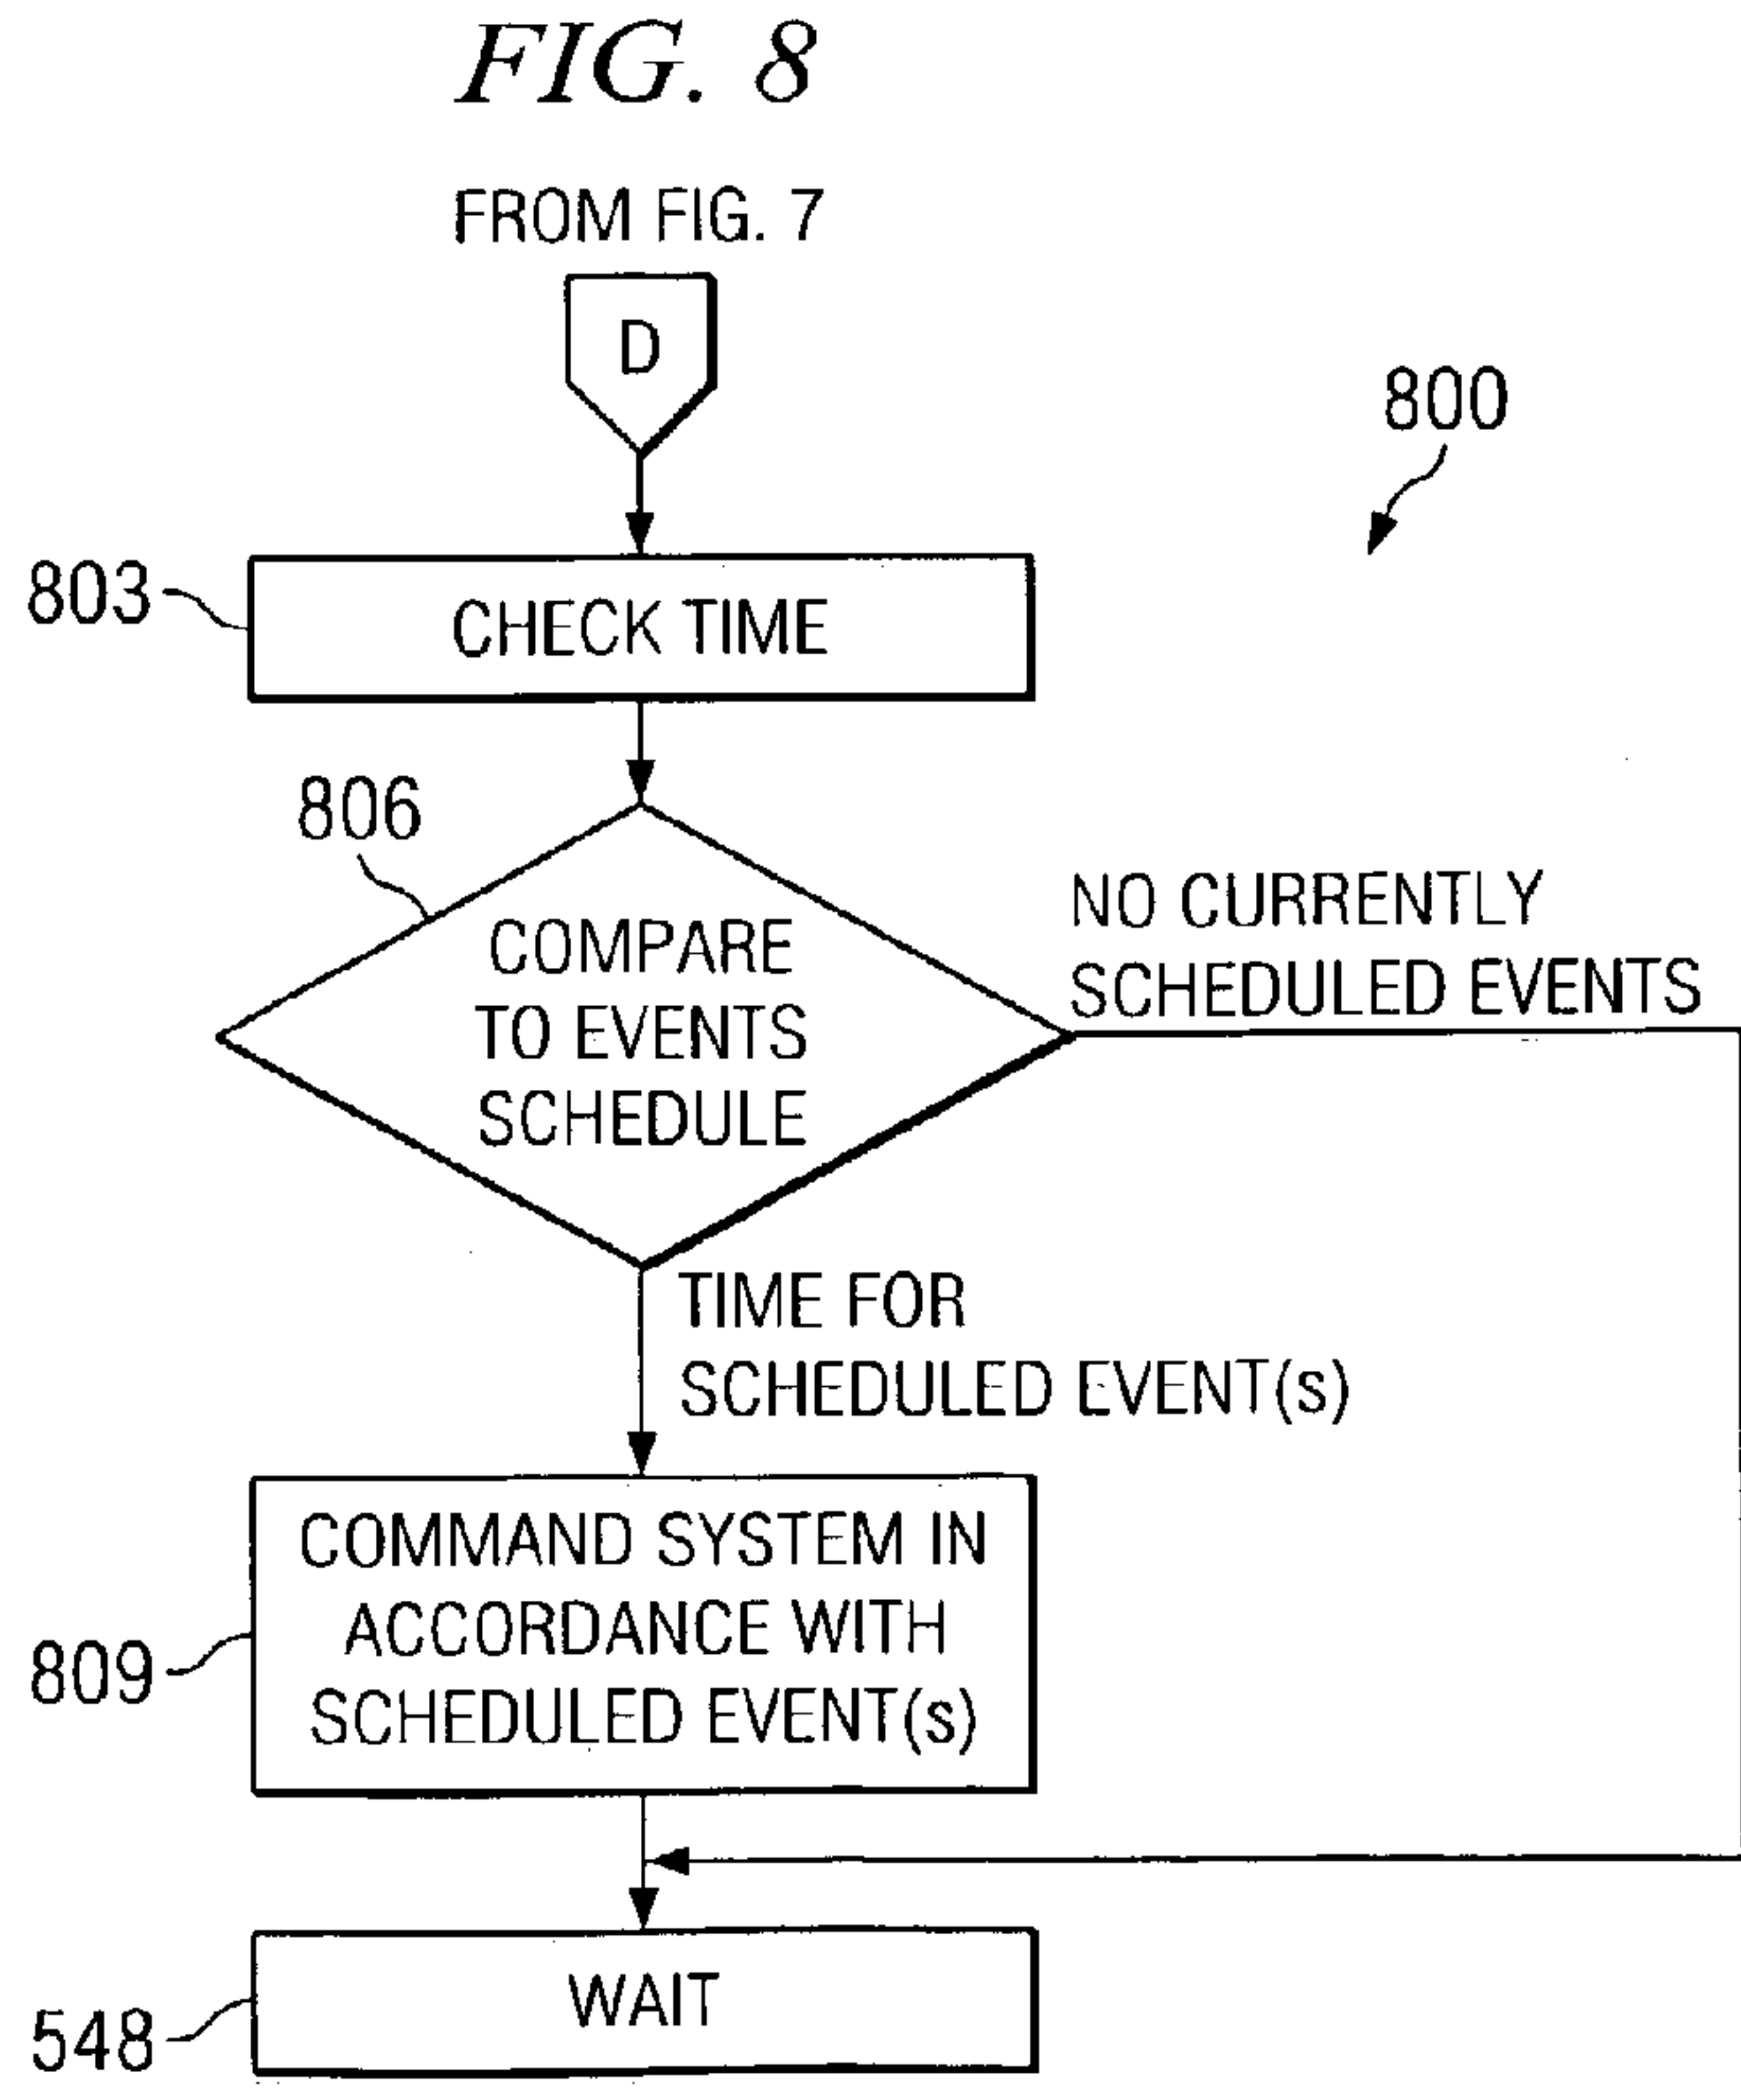 FIG. 8
FROM FIG. 7
D
800
803
CHECK TIME
806
COMPARE
TO EVENTS
SCHEDULE
NO CURRENTLY
SCHEDULED EVENTS
TIME FOR
SCHEDULED EVENT(s)
809
COMMAND SYSTEM IN
ACCORDANCE WITH
SCHEDULED EVENT(s)
548
WAIT